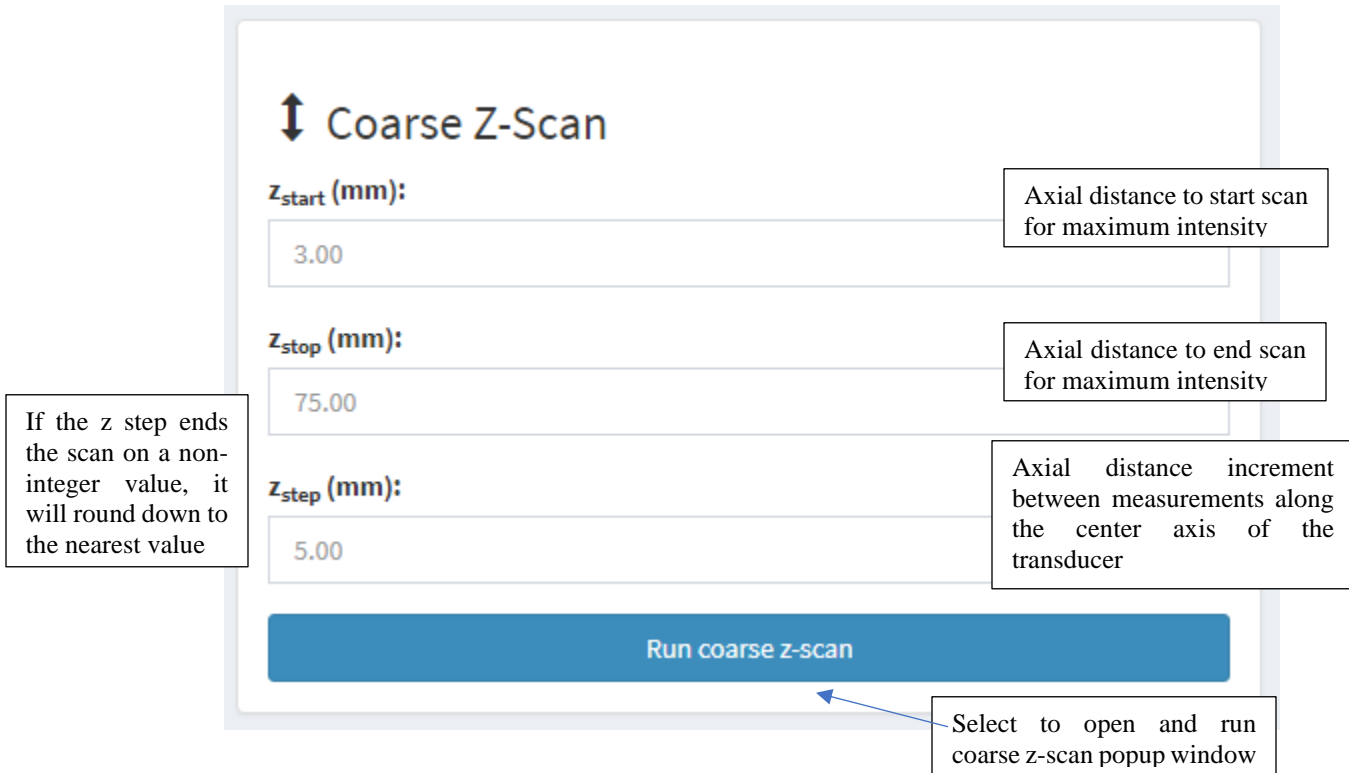 Coarse Z-Scan
zstart (mm):
Axial distance to start scan
for maximum intensity
3.00
zstop (mm):
Axial distance to end scan
for maximum intensity
75.00
If the z step ends
the scan on a non-
integer value, it
will round down to
the nearest value
zstep (mm):
Axial distance increment
between measurements along
the center axis of the
transducer
5.00
Run coarse z-scan
Select to open and run
coarse z-scan popup window